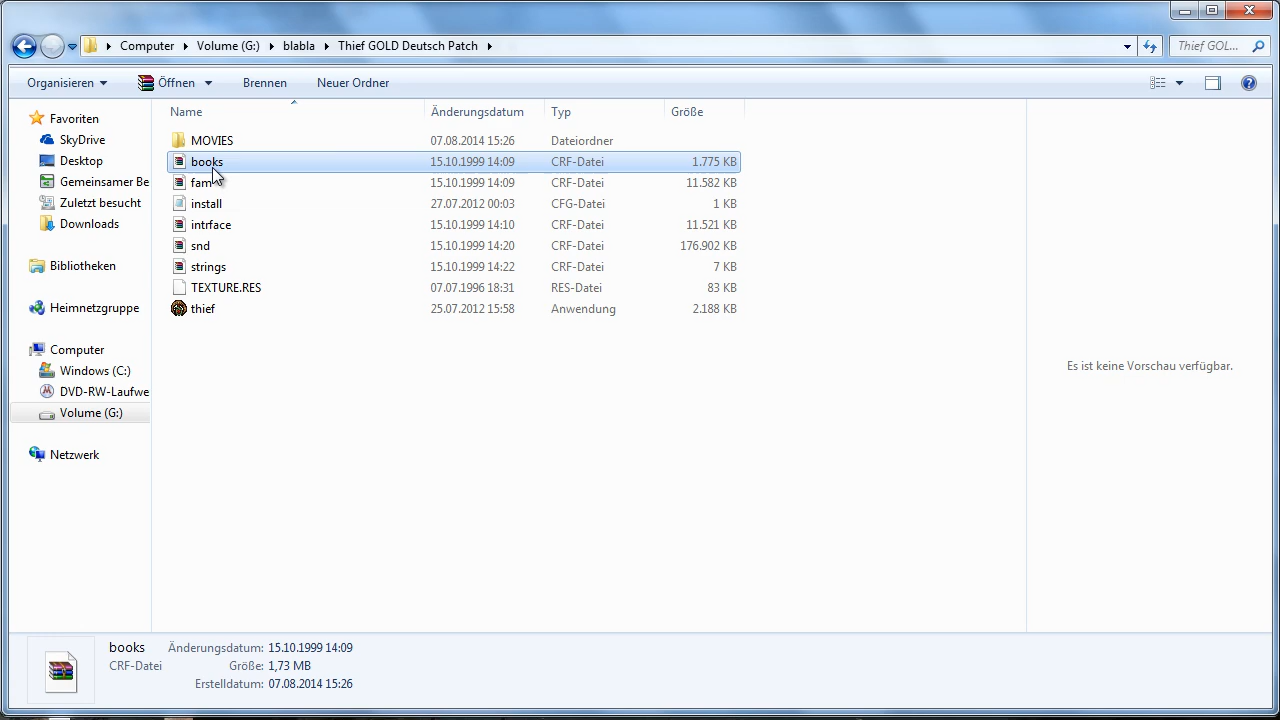 Computer Volume (G:) blabla Thief GOLD Deutsch Patch Thief GOL...
Organisieren Öffnen Brennen Neuer Ordner
Name Änderungsdatum Typ Größe
Favoriten
SkyDrive
Desktop
Gemeinsamer Be
Zuletzt besucht
Downloads
Bibliotheken
Heimnetzgruppe
Computer
Windows (C:)
DVD-RW-Laufwe
Volume (G:)
Netzwerk
MOVIES 07.08.2014 15:26 Dateiordner
books 15.10.1999 14:09 CRF-Datei 1.775 KB
fam 15.10.1999 14:09 CRF-Datei 11.582 KB
install 27.07.2012 00:03 CFG-Datei 1 KB
intrface 15.10.1999 14:10 CRF-Datei 11.521 KB
snd 15.10.1999 14:20 CRF-Datei 176.902 KB
strings 15.10.1999 14:22 CRF-Datei 7 KB
TEXTURE.RES 07.07.1996 18:31 RES-Datei 83 KB
thief 25.07.2012 15:58 Anwendung 2.188 KB
Es ist keine Vorschau verfügbar.
books Änderungsdatum: 15.10.1999 14:09
CRF-Datei Größe: 1,73 MB
Erstelldatum: 07.08.2014 15:26